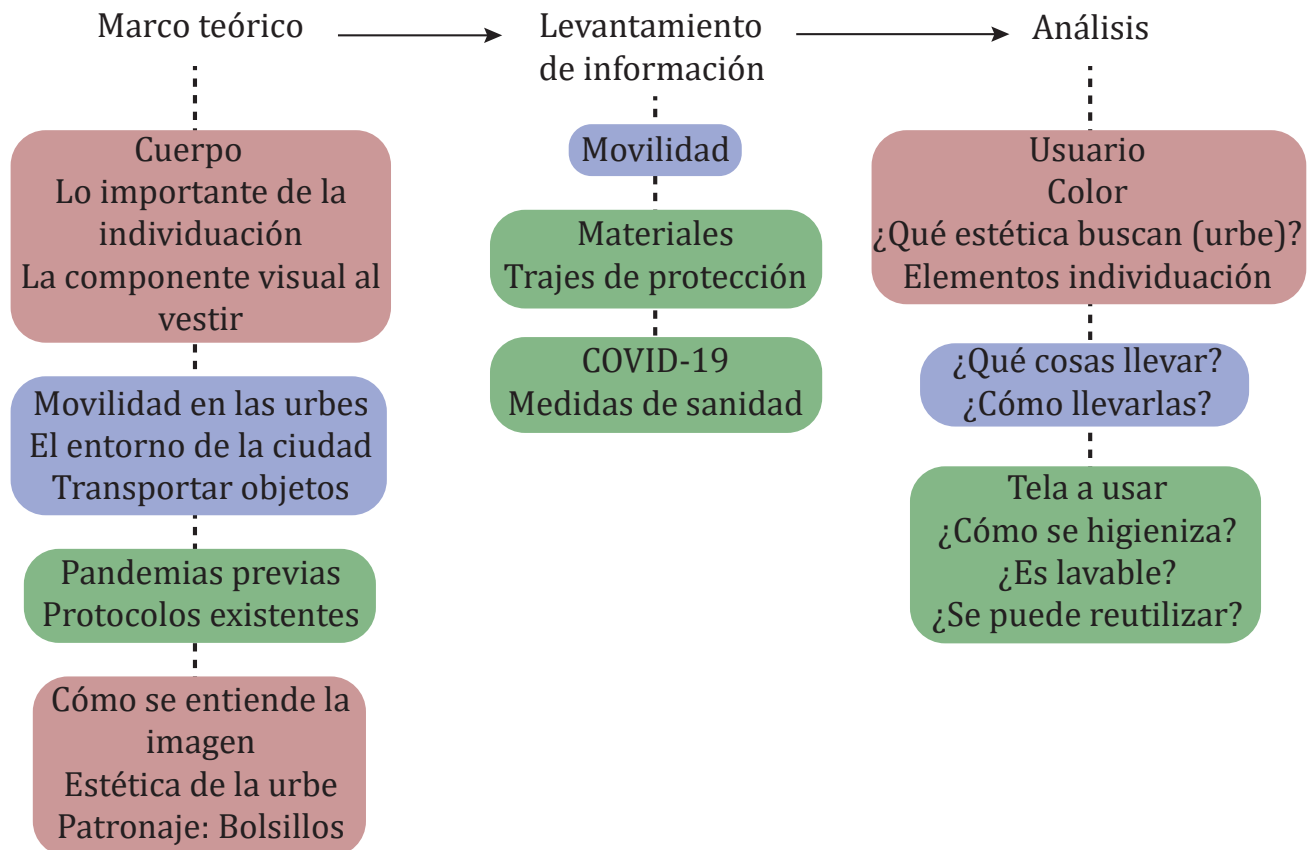 Marco teórico
Cuerpo
Lo importante de la
individuación
La componente visual al
vestir
Movilidad en las urbes
El entorno de la ciudad
Transportar objetos
Pandemias previas
Protocolos existentes
Cómo se entiende la
imagen
Estética de la urbe
Patronaje: Bolsillos
Levantamiento
de información
Movilidad
Materiales
Trajes de protección
COVID-19
Medidas de sanidad
Análisis
Usuario
Color
¿Qué estética buscan (urbe)?
Elementos individuación
¿Qué cosas llevar?
¿Cómo llevarlas?
Tela a usar
¿Cómo se higieniza?
¿Es lavable?
¿Se puede reutilizar?